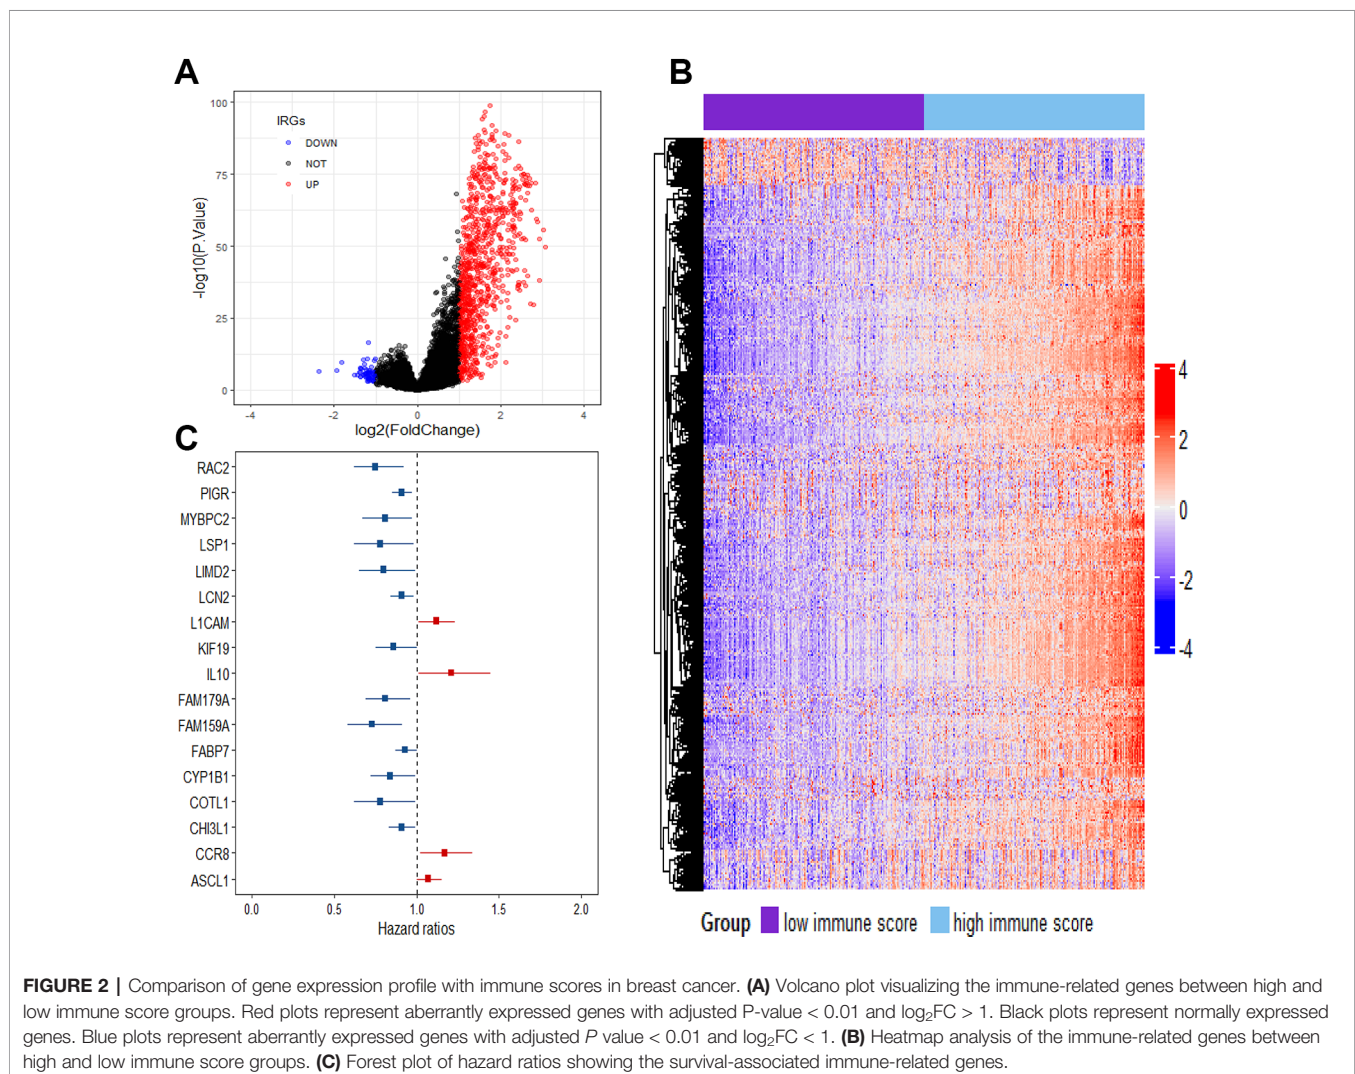 A
100
75
50
25
0
-log10(P.Value)
IRGs
DOWN
NOT
UP
-4
-2
0
2
4
log2(FoldChange)
B
4
2
0
-2
-4
Group
low immune score
high immune score
C
RAC2
PIGR
MYBPC2
LSP1
LIMD2
LCN2
L1CAM
KIF19
IL10
FAM179A
FAM159A
FABP7
CYP1B1
COTL1
CHI3L1
CCR8
ASCL1
0.0
0.5
1.0
1.5
2.0
Hazard ratios
FIGURE 2 | Comparison of gene expression profile with immune scores in breast cancer. (A) Volcano plot visualizing the immune-related genes between high and
low immune score groups. Red plots represent aberrantly expressed genes with adjusted P-value < 0.01 and log₂FC > 1. Black plots represent normally expressed
genes. Blue plots represent aberrantly expressed genes with adjusted P value < 0.01 and log₂FC < 1. (B) Heatmap analysis of the immune-related genes between
high and low immune score groups. (C) Forest plot of hazard ratios showing the survival-associated immune-related genes.